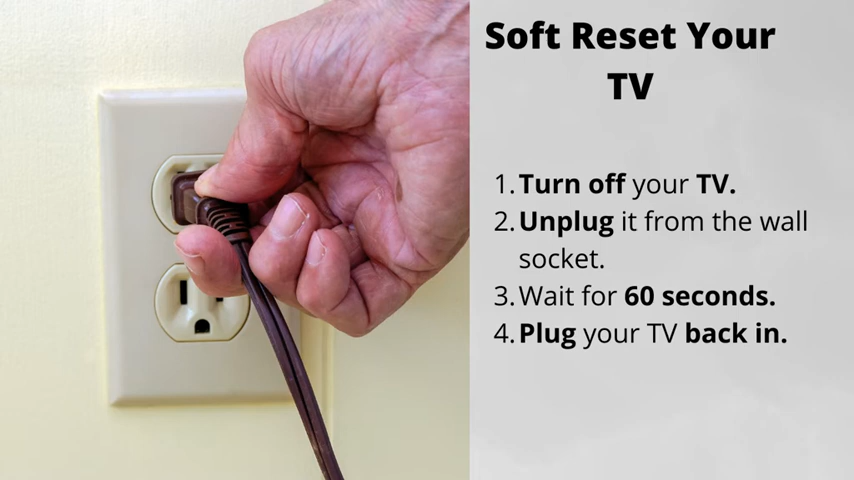 Soft Reset Your
TV
1. Turn off your TV.
2. Unplug it from the wall
socket.
3. Wait for 60 seconds.
4. Plug your TV back in.